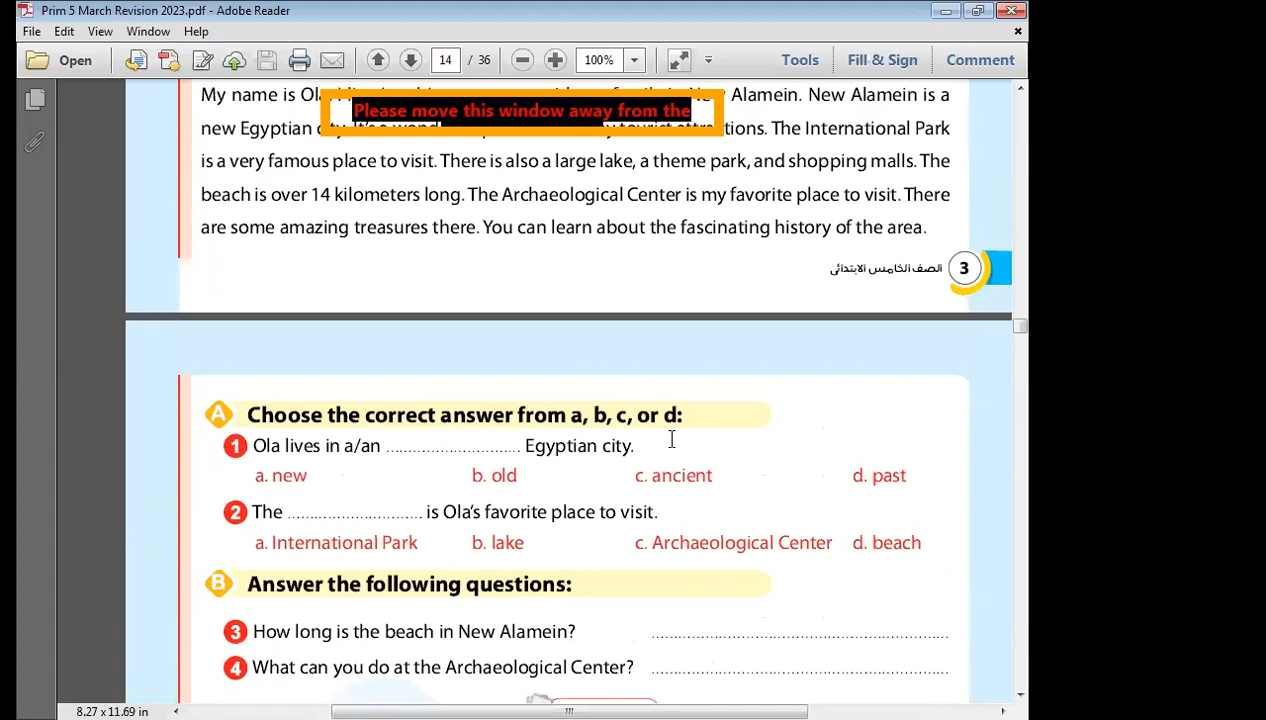 Prim 5 March Revision 2023.pdf - Adobe Reader
File Edit View Window Help
Open 14 / 36 100% Tools Fill & Sign Comment
My name is Ola Alamein. New Alamein is a
Please move this window away from the
new Egyptian The International Park
is a very famous place to visit. There is also a large lake, a theme park, and shopping malls. The
beach is over 14 kilometers long. The Archaeological Center is my favorite place to visit. There
are some amazing treasures there. You can learn about the fascinating history of the area.
3 الصف الخامس الابتدائى
A Choose the correct answer from a, b, c, or d:
1 Ola lives in a/an ............................ Egyptian city.
a. new b. old c. ancient d. past
2 The ............................ is Ola's favorite place to visit.
a. International Park b. lake c. Archaeological Center d. beach
B Answer the following questions:
3 How long is the beach in New Alamein? ............................................................
4 What can you do at the Archaeological Center? ............................................................
8.27 x 11.69 in